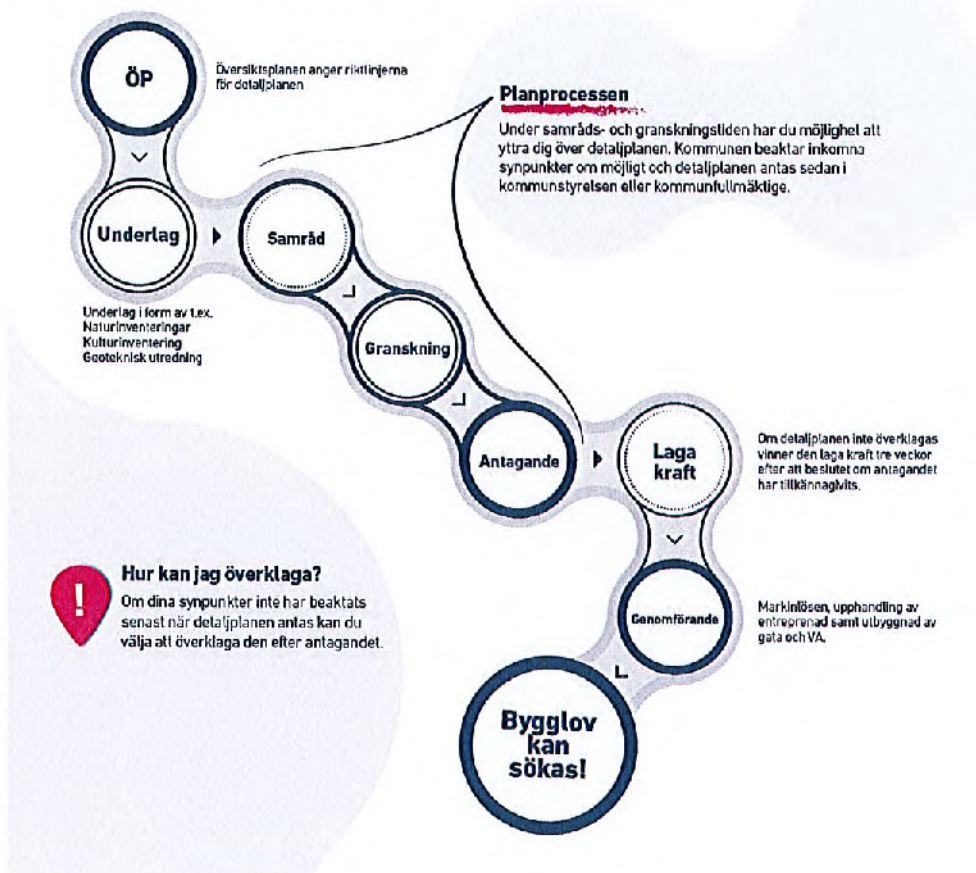 ÖP
Översiktsplanen anger riktlinjerna
för detaljplanen
Planprocessen
Under samråds- och granskningstiden har du möjlighet att
yttra dig över detaljplanen. Kommunen beaktar inkomna
synpunkter om möjligt och detaljplanen antas sedan i
kommunstyrelsen eller kommunfullmäktige.
Underlag
Samråd
Underlag i form av t.ex.
Naturinventeringar
Kulturinventering
Geoteknisk utredning
Granskning
Antagande
Laga
kraft
Om detaljplanen inte överklagas
vinner den laga kraft tre veckor
efter att beslutet om antagandet
har tillkännagivits.
!
Hur kan jag överklaga?
Om dina synpunkter inte har beaktats
senast när detaljplanen antas kan du
välja att överklaga den efter antagandet.
Genomförande
Markinlösen, upphandling av
entreprenad samt utbyggnad av
gata och VA.
Bygglov
kan
sökas!